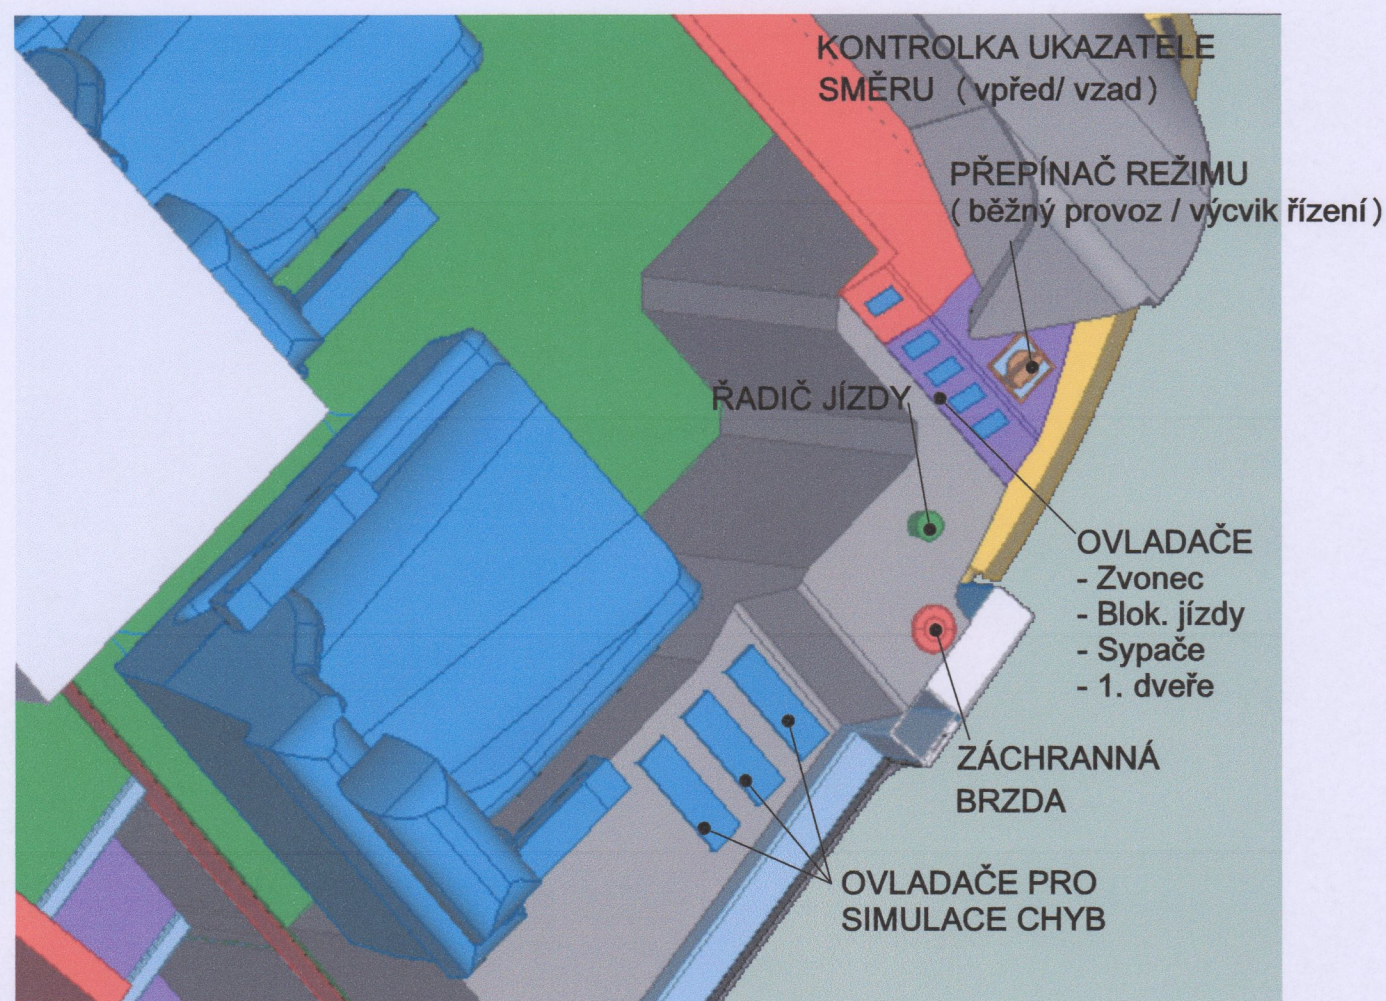 KONTROLKA UKAZATELE
SMĚRU (vpřed/ vzad)
PŘEPÍNAČ REŽIMU
(běžný provoz / výcvik řízení)
ŘADIČ JÍZDY
OVLADAČE
- Zvonec
- Blok. jízdy
- Sypače
- 1. dveře
ZÁCHRANNÁ
BRZDA
OVLADAČE PRO
SIMULACE CHYB